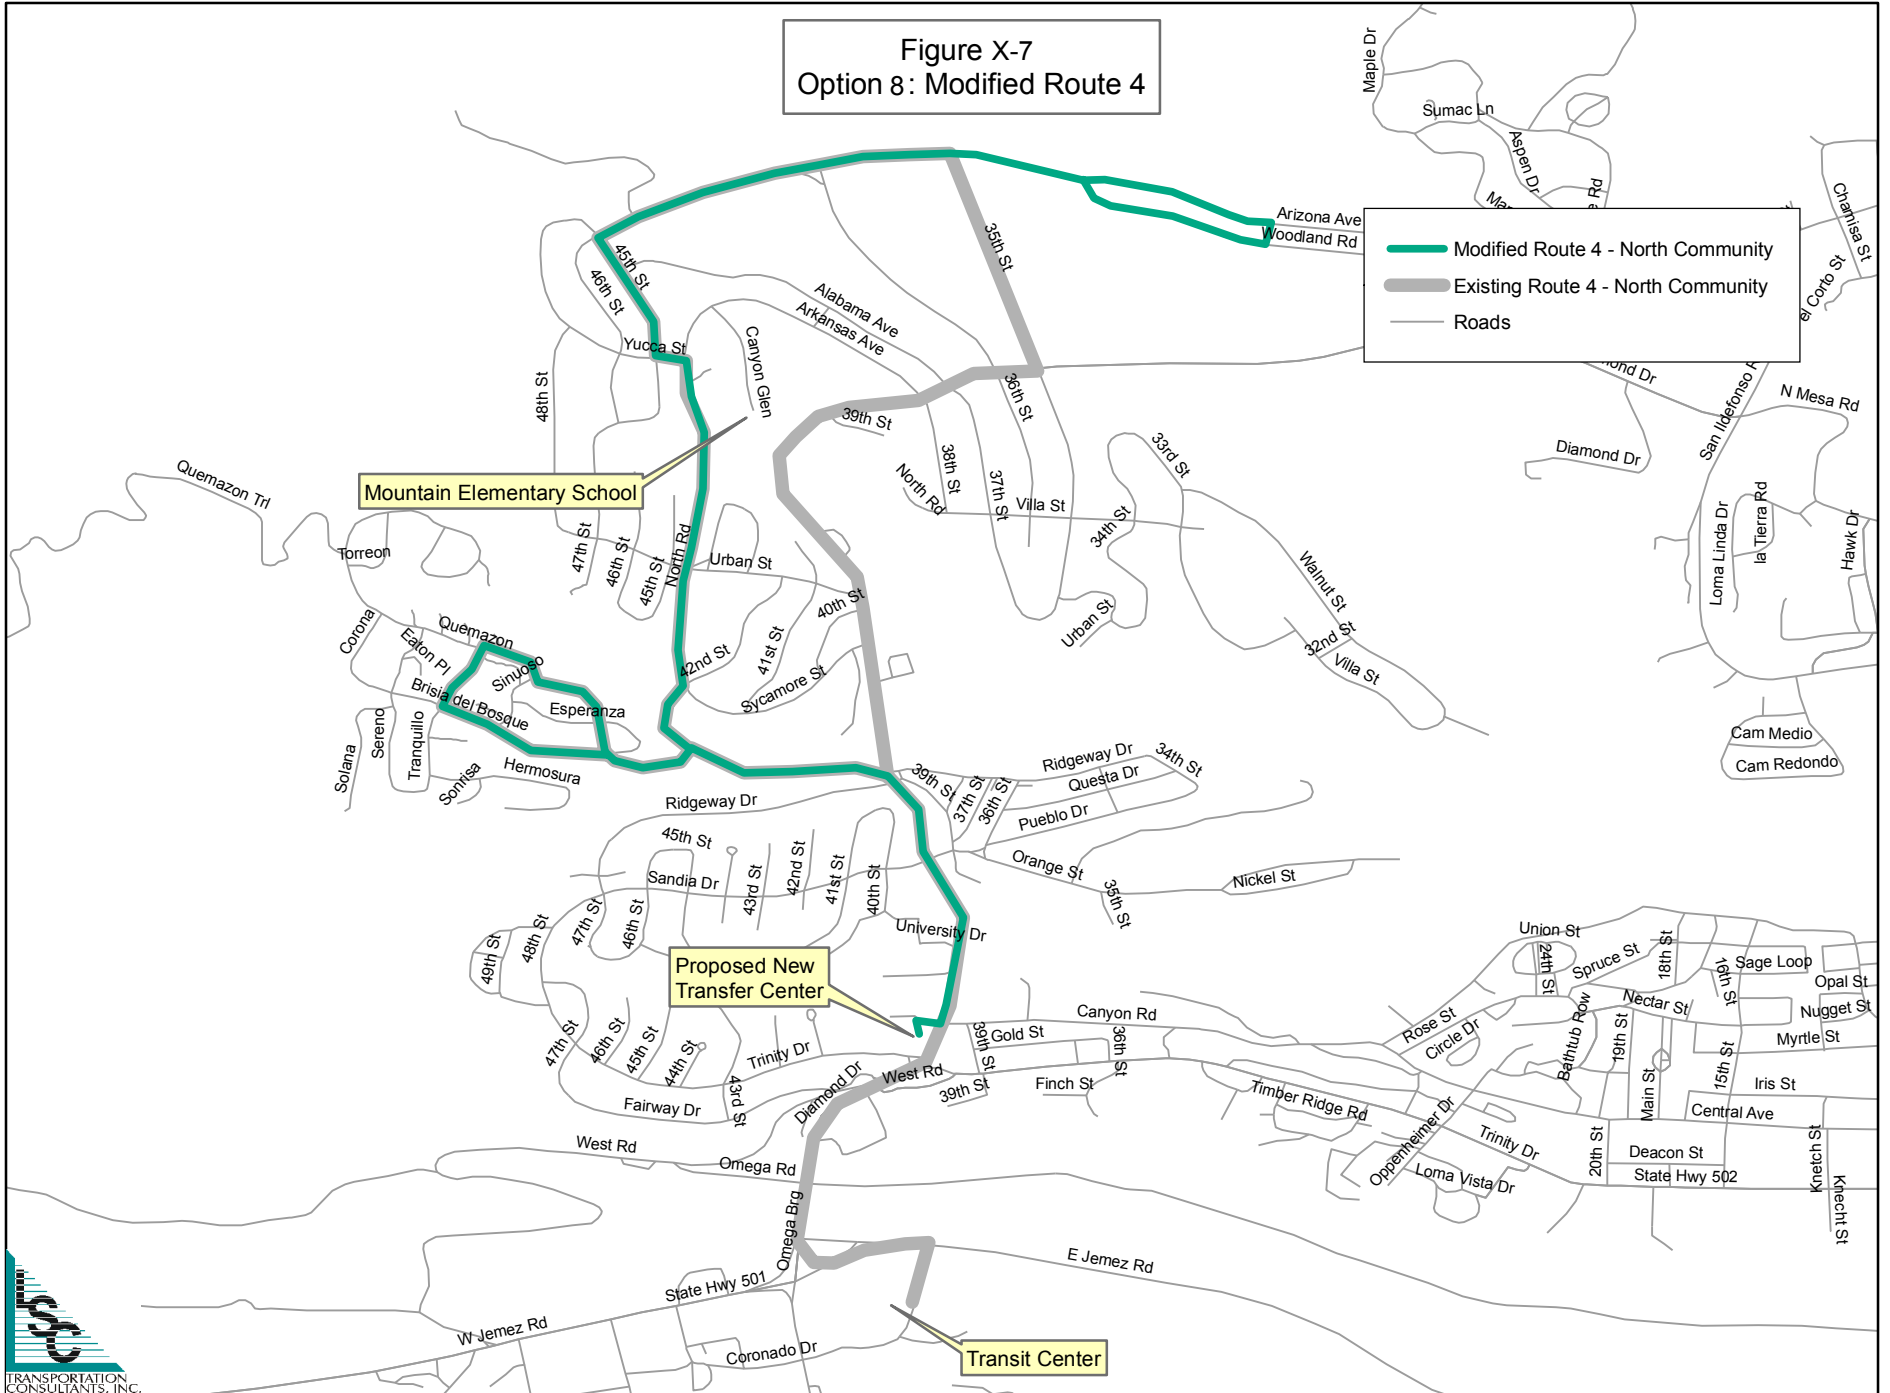 Figure X-7
Option 8: Modified Route 4
Maple Dr
Sumac Ln
Aspen Dr
Chamisa St
Arizona Ave
Woodland Rd
Modified Route 4 - North Community
Existing Route 4 - North Community
Roads
el Corto St
35th St
45th St
46th St
Alabama Ave
Arkansas Ave
Yucca St
Canyon Glen
48th St
36th St
39th St
N Mesa Rd
San Ildefonso R
Diamond Dr
33rd St
38th St
37th St
North Rd
Villa St
34th St
Quemazon Trl
Mountain Elementary School
Torreon
47th St
46th St
45th St
North Rd
Urban St
40th St
Walnut St
Loma Linda Dr
la Tierra Rd
Hawk Dr
Corona
Eaton Pl
Quemazon
Sinuoso
42nd St
41st St
Sycamore St
Urban St
32nd St
Villa St
Brisia del Bosque
Esperanza
Solana
Sereno
Tranquillo
Sonrisa
Hermosura
Cam Medio
Cam Redondo
Ridgeway Dr
34th St
Questa Dr
39th St
37th St
36th St
Pueblo Dr
Ridgeway Dr
45th St
Orange St
Nickel St
35th St
Sandia Dr
43rd St
42nd St
41st St
40th St
47th St
46th St
48th St
49th St
University Dr
Union St
24th St
Spruce St
18th St
16th St
Sage Loop
Opal St
Nugget St
Nectar St
Myrtle St
Proposed New
Transfer Center
Canyon Rd
Gold St
39th St
36th St
Rose St
Circle Dr
Bathtub Row
19th St
Main St
15th St
Iris St
Central Ave
47th St
46th St
45th St
44th St
Trinity Dr
43rd St
Fairway Dr
Diamond Dr
West Rd
39th St
Finch St
Timber Ridge Rd
Oppenheimer Dr
Trinity Dr
Loma Vista Dr
20th St
Deacon St
State Hwy 502
Knetch St
Knecht St
West Rd
Omega Rd
Omega Brg
E Jemez Rd
State Hwy 501
W Jemez Rd
Coronado Dr
Transit Center
LSC
TRANSPORTATION
CONSULTANTS, INC.